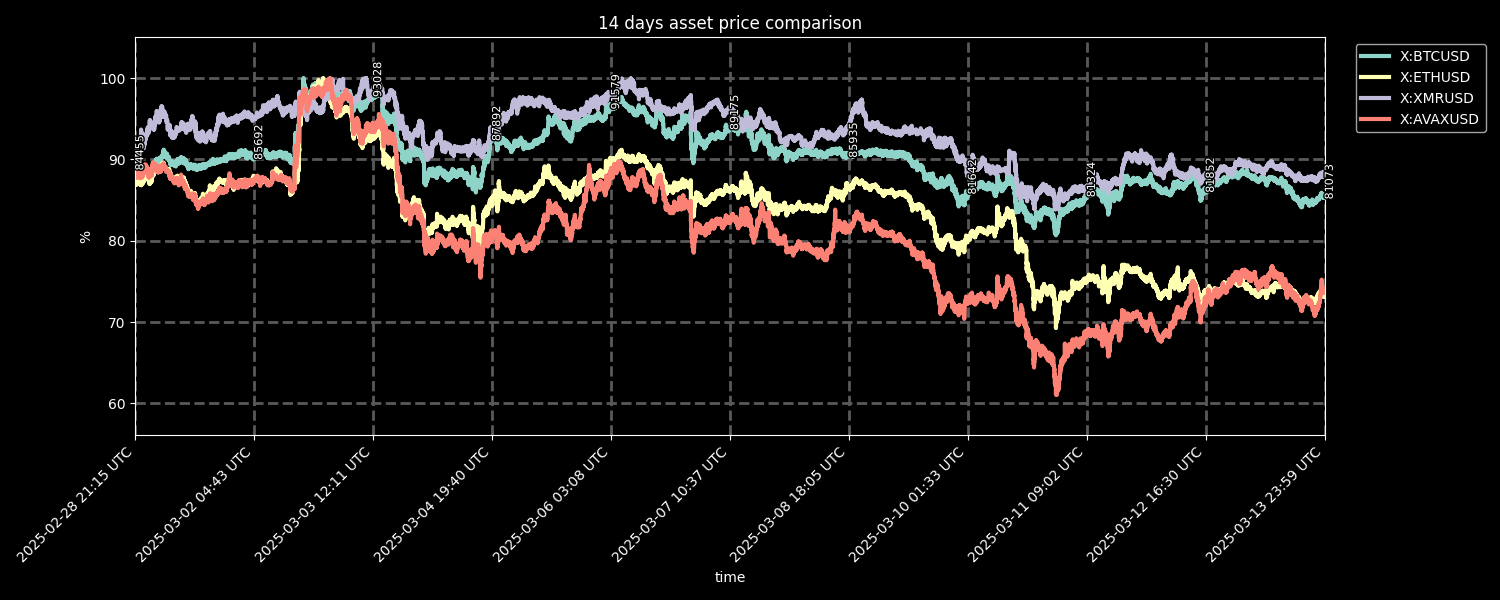 14 days asset price comparison
X:BTCUSD
X:ETHUSD
X:XMRUSD
X:AVAXUSD
100
90
80
70
60
%
84455
85692
93028
87892
91579
89175
85935
81642
81324
81852
81073
2025-02-28 21:15 UTC
2025-03-02 04:43 UTC
2025-03-03 12:11 UTC
2025-03-04 19:40 UTC
2025-03-06 03:08 UTC
2025-03-07 10:37 UTC
2025-03-08 18:05 UTC
2025-03-10 01:33 UTC
2025-03-11 09:02 UTC
2025-03-12 16:30 UTC
2025-03-13 23:59 UTC
time